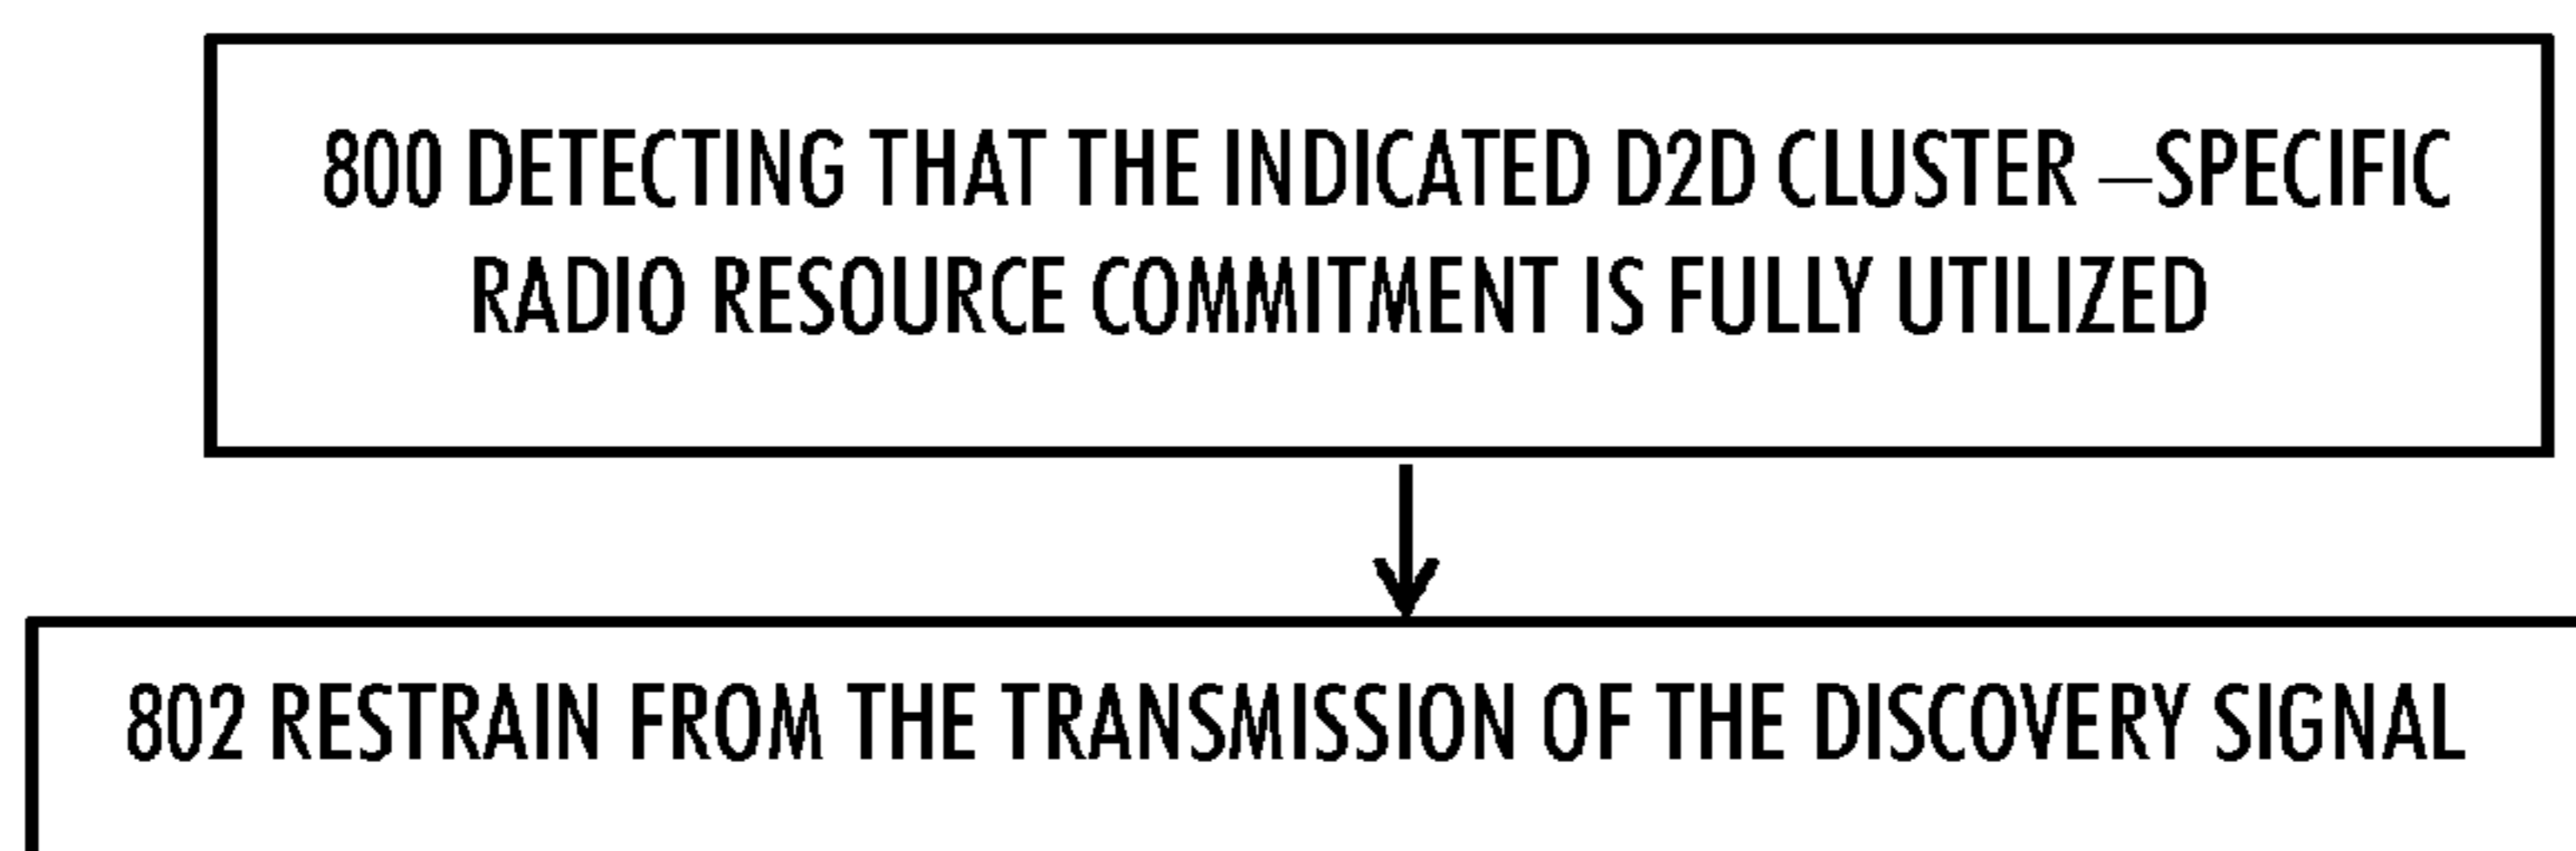 800 DETECTING THAT THE INDICATED D2D CLUSTER –SPECIFIC
RADIO RESOURCE COMMITMENT IS FULLY UTILIZED
802 RESTRAIN FROM THE TRANSMISSION OF THE DISCOVERY SIGNAL